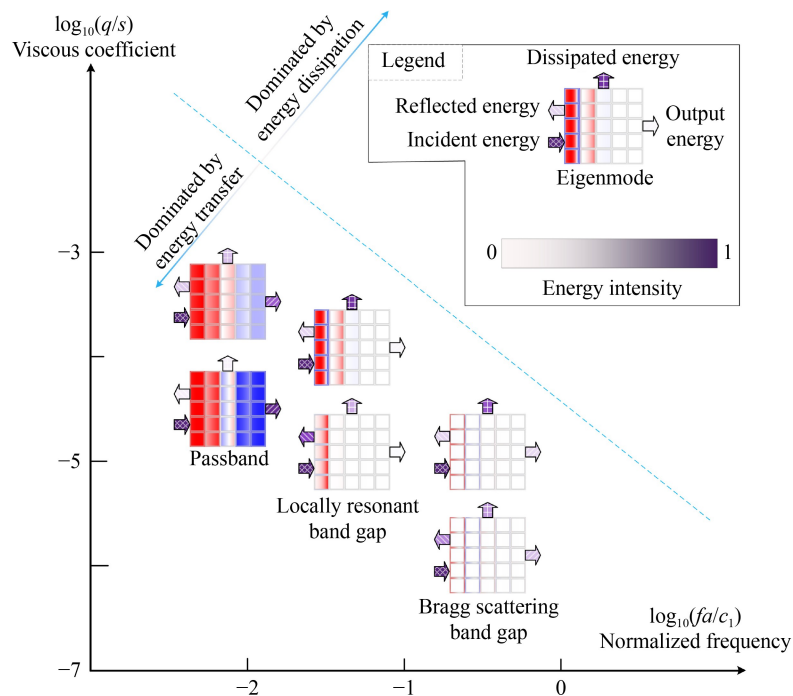 log₁₀(q/s)
Viscous coefficient
Dominated by
energy dissipation
Dominated by
energy transfer
Legend
Dissipated energy
Reflected energy
Incident energy
Output
energy
Eigenmode
0
1
Energy intensity
−3
−5
−7
Passband
Locally resonant
band gap
Bragg scattering
band gap
log₁₀(fa/c₁)
Normalized frequency
−2
−1
0